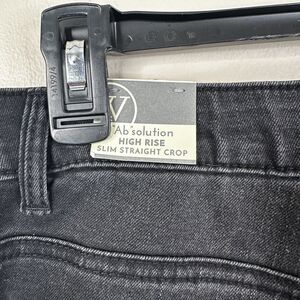 V
"Ab"solution
HIGH RISE
SLIM STRAIGHT CROP